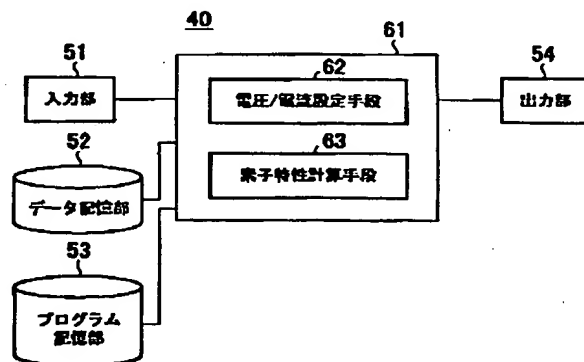 40
51
入力部
52
データ記憶部
53
プログラム
記憶部
61
62
電圧/電流設定手段
63
素子特性計算手段
54
出力部